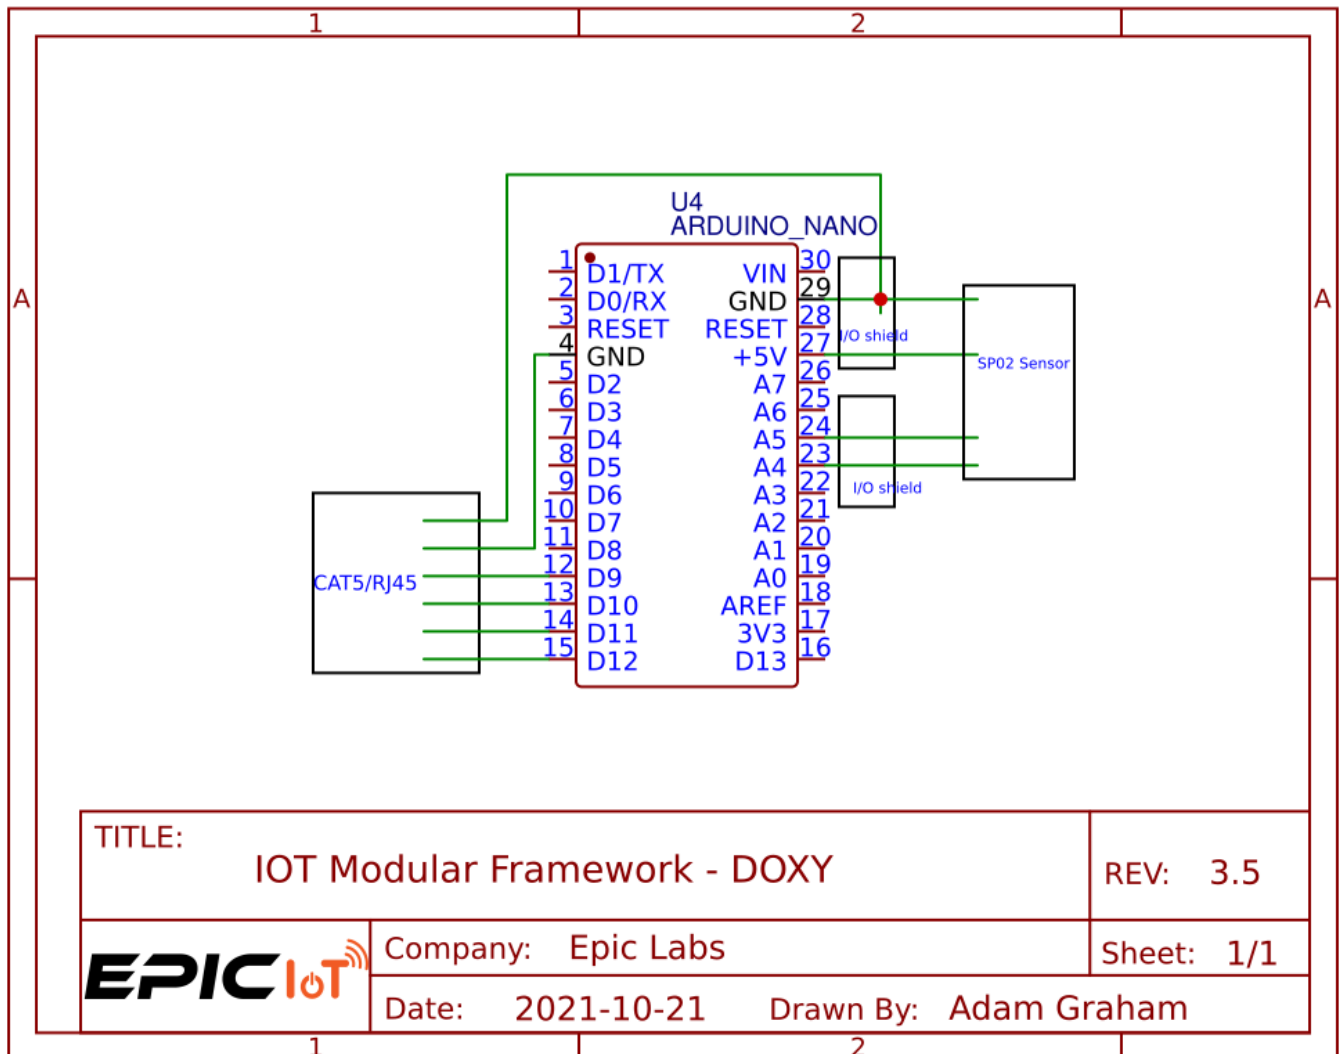 1 2
A A
U4
ARDUINO_NANO
1 D1/TX VIN 30
2 D0/RX GND 29
3 RESET RESET 28
4 GND +5V 27
5 D2 A7 26
6 D3 A6 25
7 D4 A5 24
8 D5 A4 23
9 D6 A3 22
10 D7 A2 21
11 D8 A1 20
12 D9 A0 19
13 D10 AREF 18
14 D11 3V3 17
15 D12 D13 16
I/O shield
SP02 Sensor
I/O shield
CAT5/RJ45
TITLE:
IOT Modular Framework - DOXY
REV: 3.5
EPIC IoT
Company: Epic Labs
Sheet: 1/1
Date: 2021-10-21 Drawn By: Adam Graham
1 2